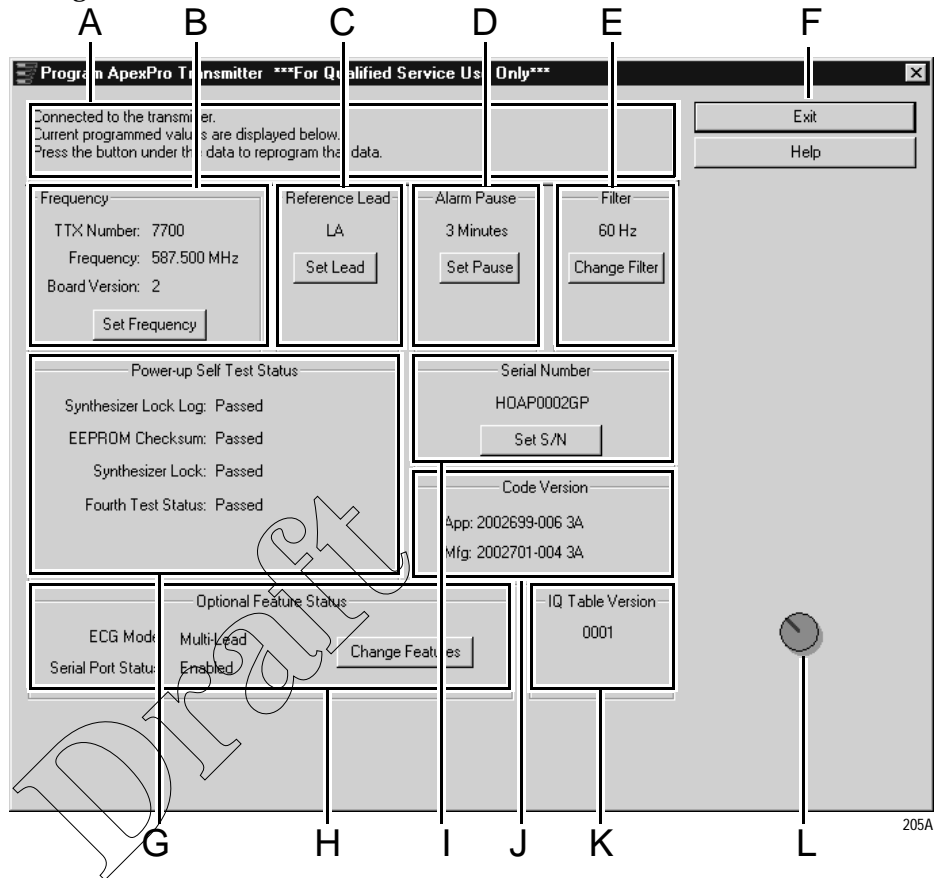 A B C D E F
Program ApexPro Transmitter ***For Qualified Service Use Only***
Connected to the transmitter.
Current programmed values are displayed below.
Press the button under the data to reprogram that data.
Exit
Help
Frequency
TTX Number: 7700
Frequency: 587.500 MHz
Board Version: 2
Set Frequency
Reference Lead
LA
Set Lead
Alarm Pause
3 Minutes
Set Pause
Filter
60 Hz
Change Filter
Power-up Self Test Status
Synthesizer Lock Log: Passed
EEPROM Checksum: Passed
Synthesizer Lock: Passed
Fourth Test Status: Passed
Serial Number
HOAP0002GP
Set S/N
Code Version
App: 2002699-006 3A
Mfg: 2002701-004 3A
Optional Feature Status
ECG Mode Multi-Lead
Serial Port Status Enabled
Change Features
IQ Table Version
0001
Draft
205A
G H I J K L